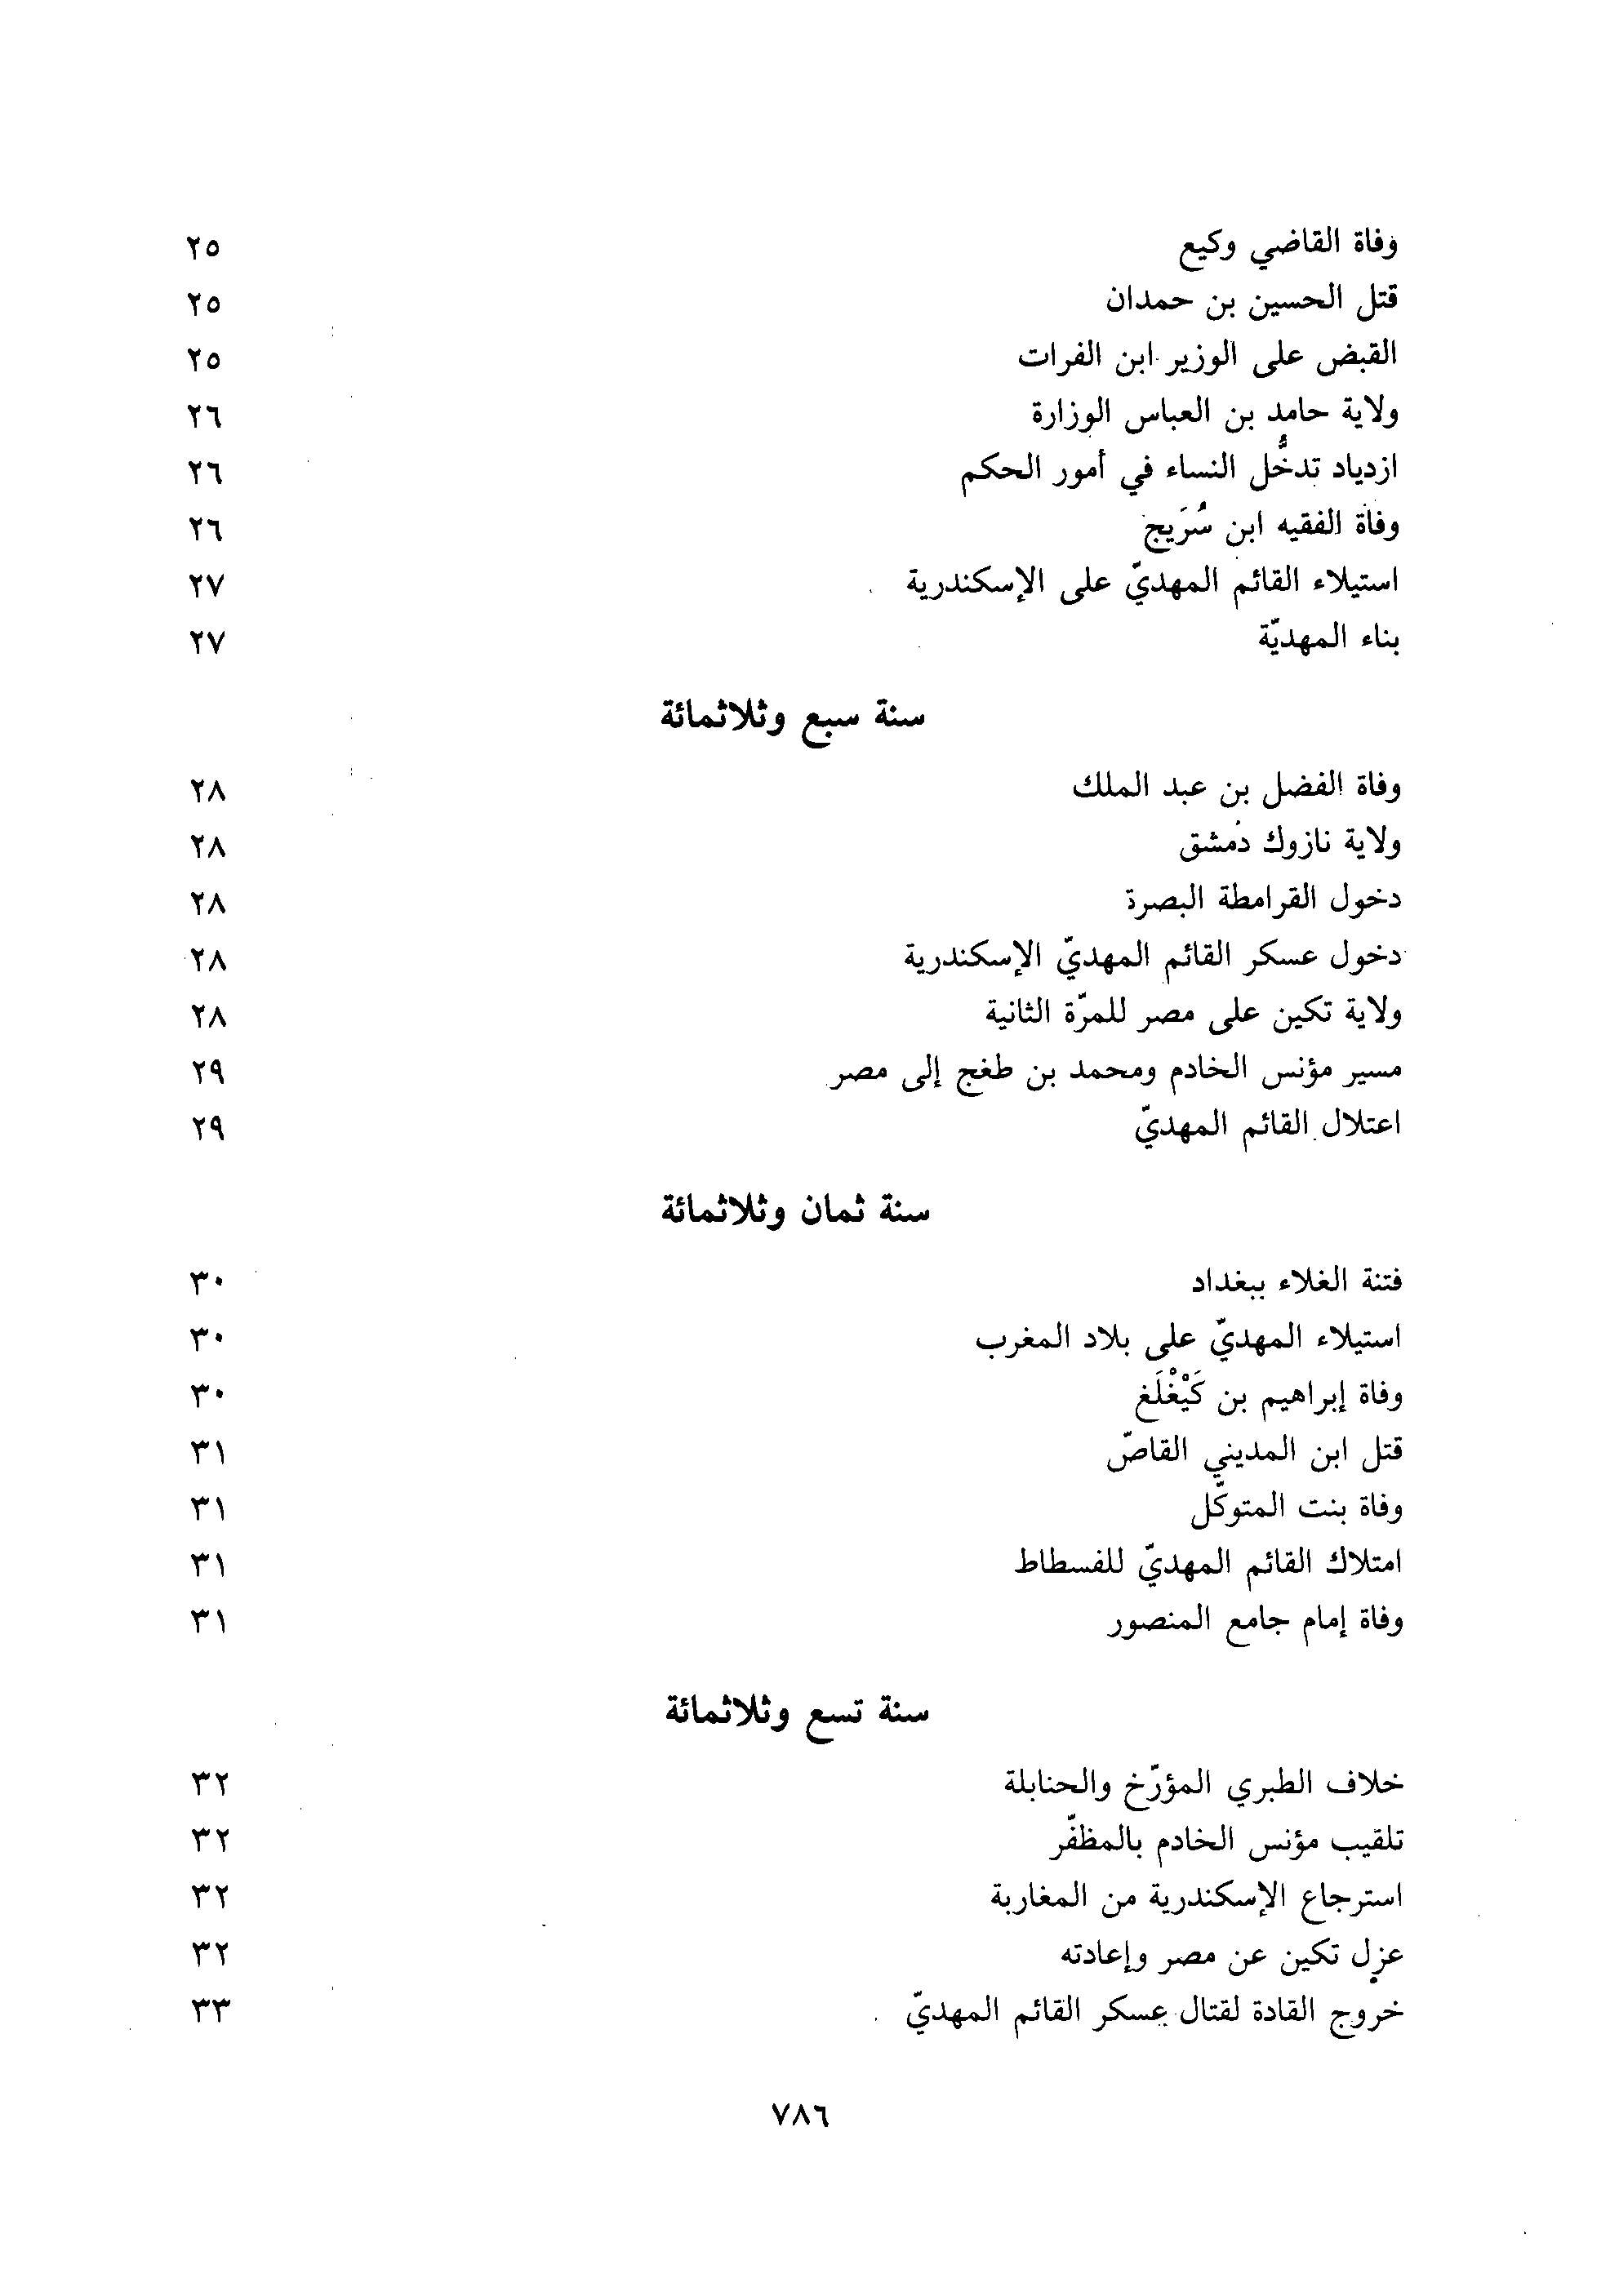 وفاة القاضي وكيع ٢٥
قتل الحسين بن حمدان ٢٥
القبض على الوزير ابن الفرات ٢٥
ولاية حامد بن العباس الوزارة ٢٦
ازدياد تدخُّل النساء في أمور الحكم ٢٦
وفاة الفقيه ابن سُرَيج ٢٦
استيلاء القائم المهديّ على الإسكندرية ٢٧
بناء المهديّة ٢٧
سنة سبع وثلاثمائة
وفاة الفضل بن عبد الملك ٢٨
ولاية نازوك دمشق ٢٨
دخول القرامطة البصرة ٢٨
دخول عسكر القائم المهديّ الإسكندرية ٢٨
ولاية تكين على مصر للمرّة الثانية ٢٨
مسير مؤنس الخادم ومحمد بن طغج إلى مصر ٢٩
اعتلال القائم المهديّ ٢٩
سنة ثمان وثلاثمائة
فتنة الغلاء ببغداد ٣٠
استيلاء المهديّ على بلاد المغرب ٣٠
وفاة إبراهيم بن كَيْغْلَغ ٣٠
قتل ابن المديني القاصّ ٣١
وفاة بنت المتوكّل ٣١
امتلاك القائم المهديّ للفسطاط ٣١
وفاة إمام جامع المنصور ٣١
سنة تسع وثلاثمائة
خلاف الطبري المؤرّخ والحنابلة ٣٢
تلقيب مؤنس الخادم بالمظفّر ٣٢
استرجاع الإسكندرية من المغاربة ٣٢
عزل تكين عن مصر وإعادته ٣٢
خروج القادة لقتال عسكر القائم المهديّ ٣٣
٧٨٦